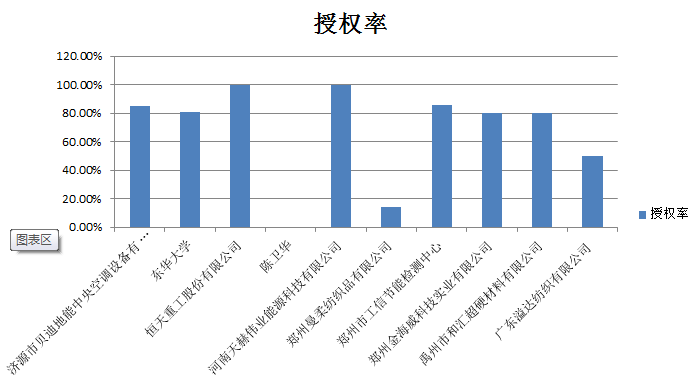 授权率
120.00%
100.00%
80.00%
60.00%
40.00%
20.00%
0.00%
授权率
图表区
济源市贝迪地能中央空调设备有…
东华大学
恒天重工股份有限公司
陈卫华
河南天赫伟业能源科技有限公司
郑州曼柔纺织品有限公司
郑州市工信节能检测中心
郑州金海威科技实业有限公司
禹州市和汇超硬材料有限公司
广东溢达纺织有限公司